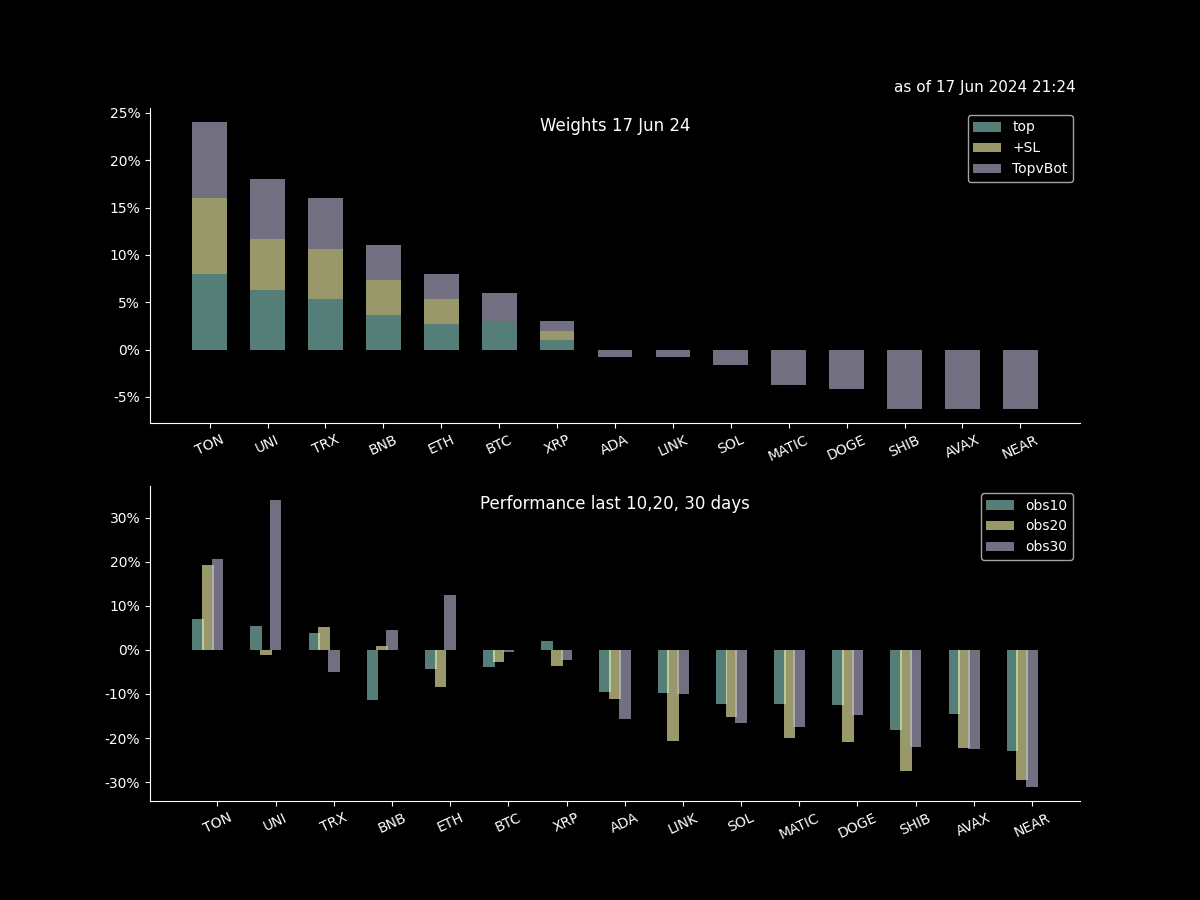 as of 17 Jun 2024 21:24
Weights 17 Jun 24
25%
20%
15%
10%
5%
0%
-5%
top
+SL
TopvBot
TON UNI TRX BNB ETH BTC XRP ADA LINK SOL MATIC DOGE SHIB AVAX NEAR
Performance last 10,20, 30 days
30%
20%
10%
0%
-10%
-20%
-30%
obs10
obs20
obs30
TON UNI TRX BNB ETH BTC XRP ADA LINK SOL MATIC DOGE SHIB AVAX NEAR